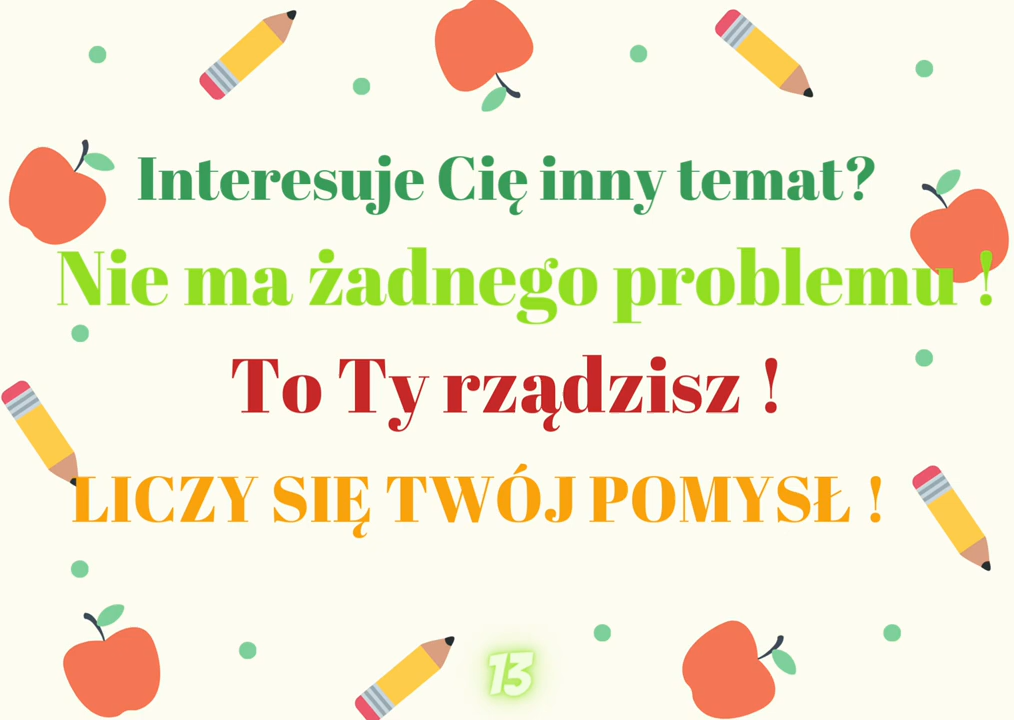 Interesuje Cię inny temat?
Nie ma żadnego problemu !
To Ty rządzisz !
LICZY SIĘ TWÓJ POMYSŁ !
13